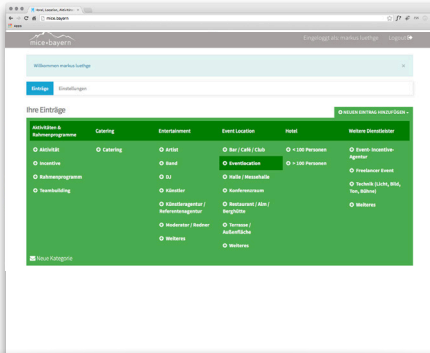 mice.bayern
mice•bayern
Eingeloggt als: markus luethge
Logout
Willkommen markus luethge
×
Einträge
Einstellungen
Ihre Einträge
NEUEN EINTRAG HINZUFÜGEN
Aktivitäten & Rahmenprogramme
Aktivität
Incentive
Rahmenprogramm
Teambuilding
Catering
Catering
Entertainment
Artist
Band
DJ
Künstler
Künstleragentur /
Referentenagentur
Moderator / Redner
Weiteres
Event Location
Bar / Café / Club
Eventlocation
Halle / Messehalle
Konferenzraum
Restaurant / Alm /
Berghütte
Terrasse /
Außenfläche
Weiteres
Hotel
< 100 Personen
> 100 Personen
Weitere Dienstleister
Event- Incentive-
Agentur
Freelancer Event
Technik (Licht, Bild,
Ton, Bühne)
Weiteres
Neue Kategorie